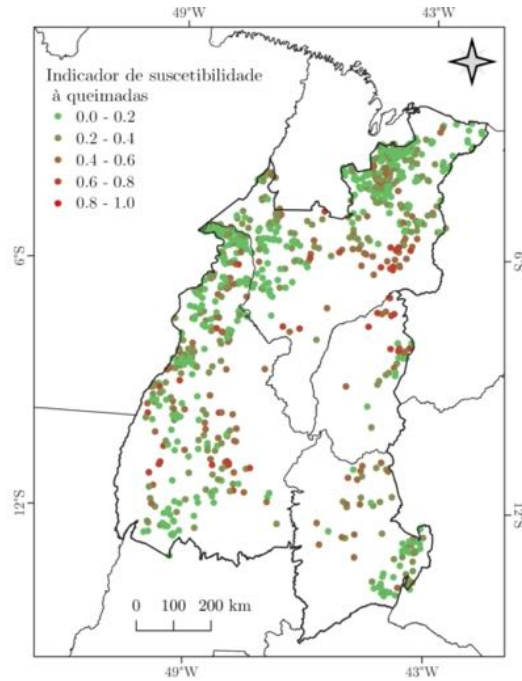 49°W 43°W
Indicador de suscetibilidade
à queimadas
0.0 - 0.2
0.2 - 0.4
0.4 - 0.6
0.6 - 0.8
0.8 - 1.0
6°S 6°S
12°S 12°S
0 100 200 km
49°W 43°W